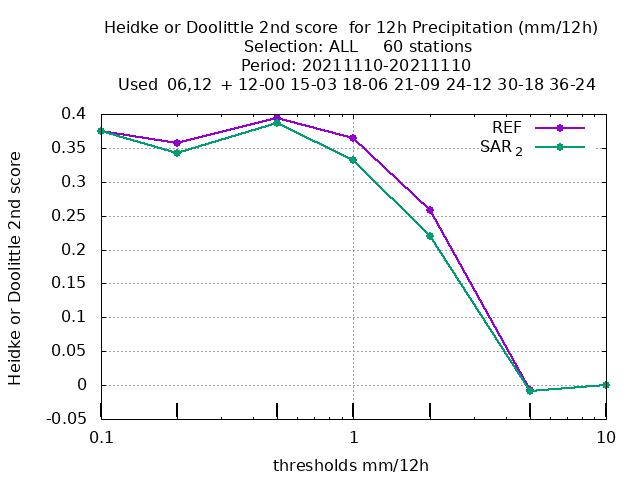 Heidke or Doolittle 2nd score  for 12h Precipitation (mm/12h)
Selection: ALL     60 stations
Period: 20211110-20211110
Used  06,12  + 12-00 15-03 18-06 21-09 24-12 30-18 36-24
REF
SAR 2
0.4
0.35
0.3
0.25
0.2
0.15
0.1
0.05
0
-0.05
Heidke or Doolittle 2nd score
0.1
1
10
thresholds mm/12h